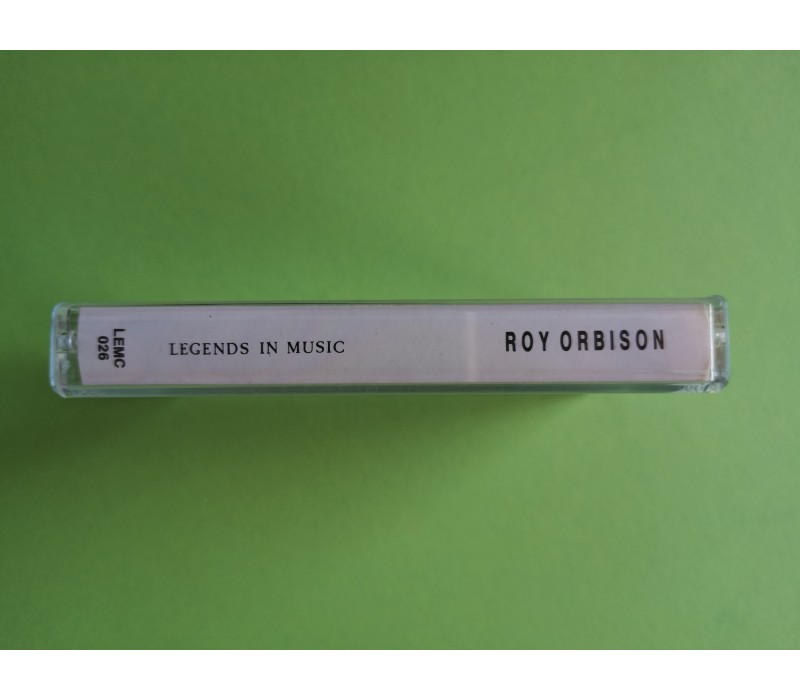 LEMC
026
LEGENDS IN MUSIC
ROY ORBISON